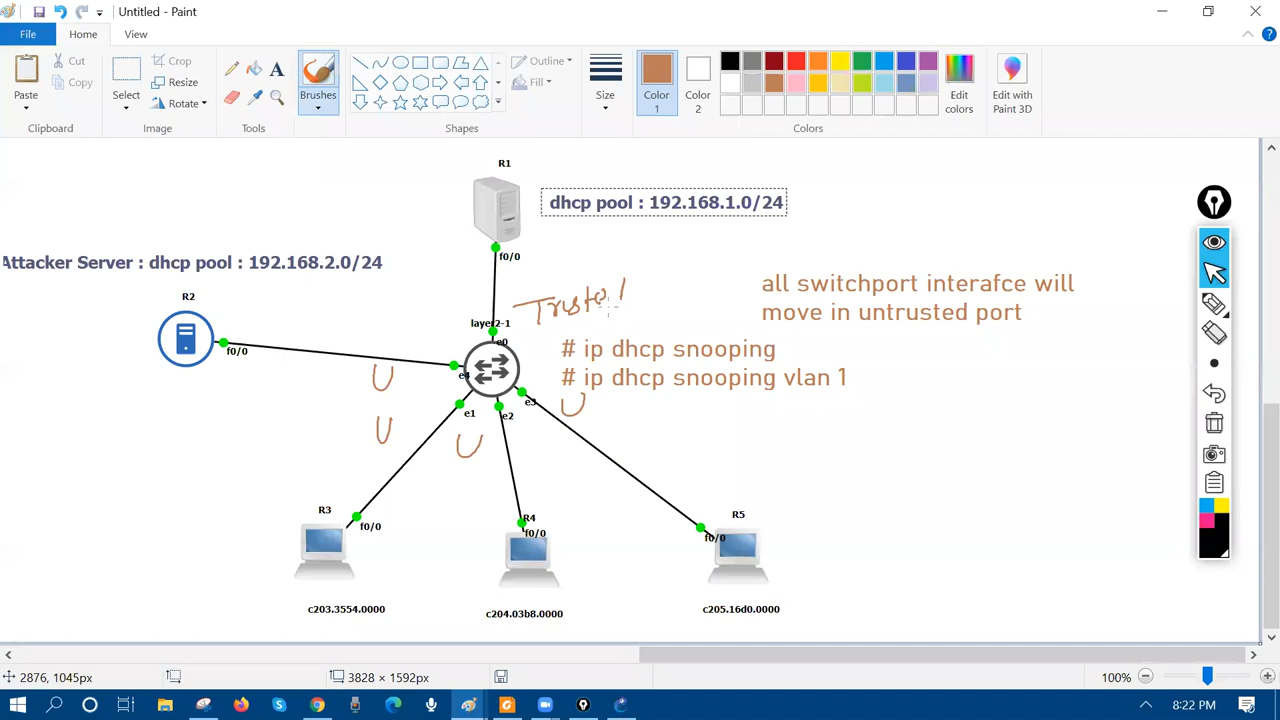 Untitled - Paint
File
Home
View
Paste
Cut
Copy
Clipboard
Select
Crop
Resize
Rotate
Image
Tools
Brushes
Shapes
Outline
Fill
Size
Color 1
Color 2
Edit colors
Colors
Edit with Paint 3D
R1
dhcp pool : 192.168.1.0/24
f0/0
Attacker Server : dhcp pool : 192.168.2.0/24
R2
f0/0
all switchport interafce will
move in untrusted port
layer2-1
e0
e4
e1
e2
e3
# ip dhcp snooping
# ip dhcp snooping vlan 1
U
U
U
U
R3
f0/0
R4
f0/0
R5
f0/0
c203.3554.0000
c204.03b8.0000
c205.16d0.0000
2876, 1045px
3828 × 1592px
100%
8:22 PM